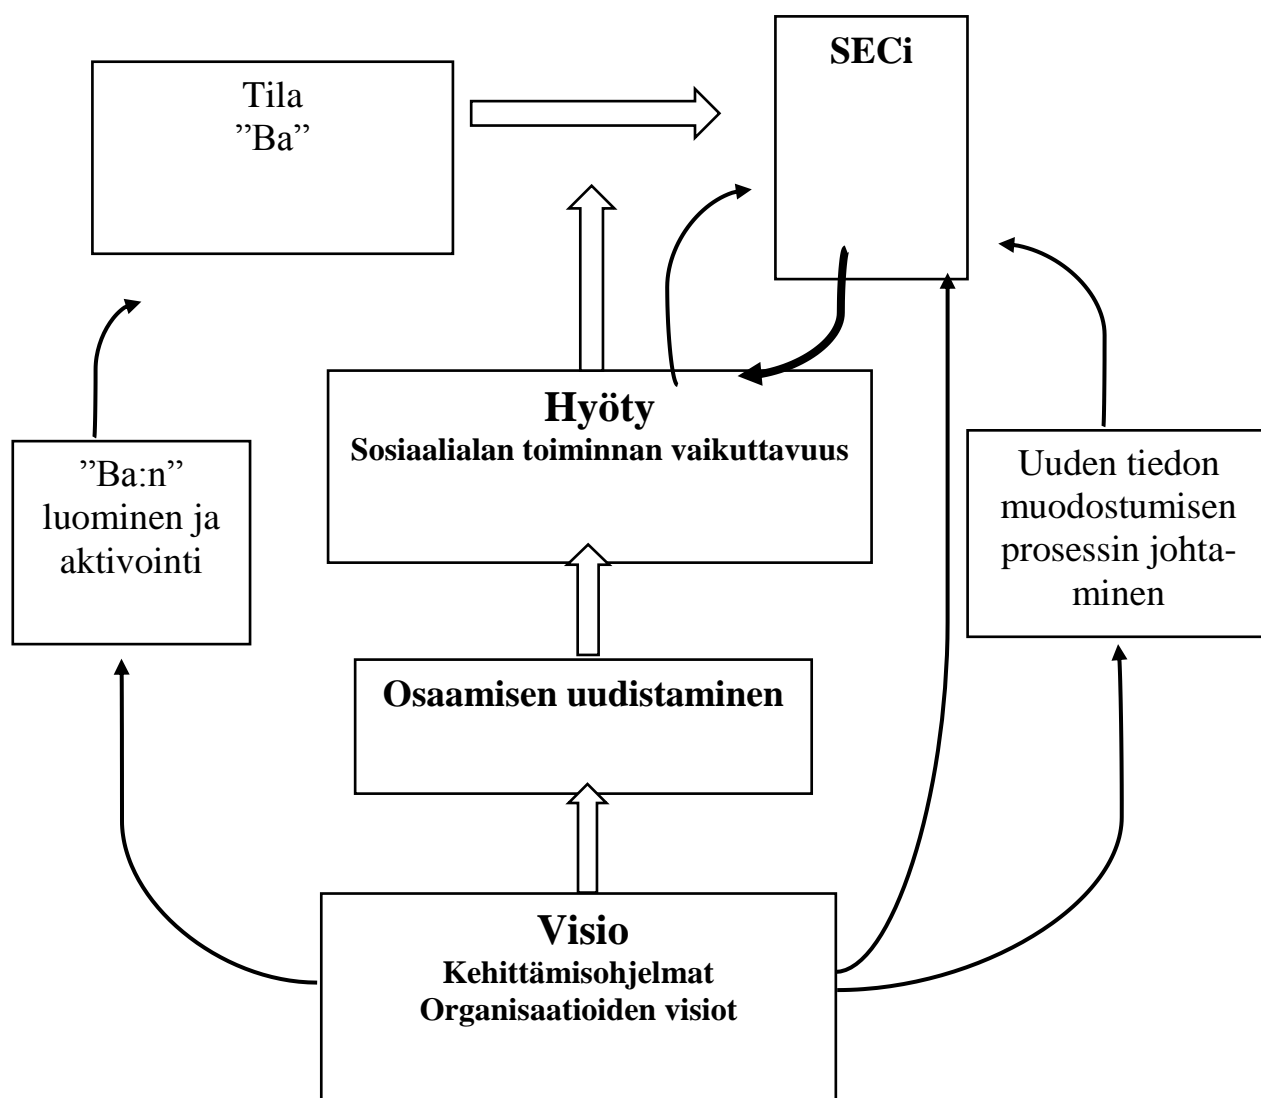 SECi
Tila
”Ba”
Hyöty
Sosiaalialan toiminnan vaikuttavuus
”Ba:n”
luominen ja
aktivointi
Uuden tiedon
muodostumisen
prosessin johta-
minen
Osaamisen uudistaminen
Visio
Kehittämisohjelmat
Organisaatioiden visiot